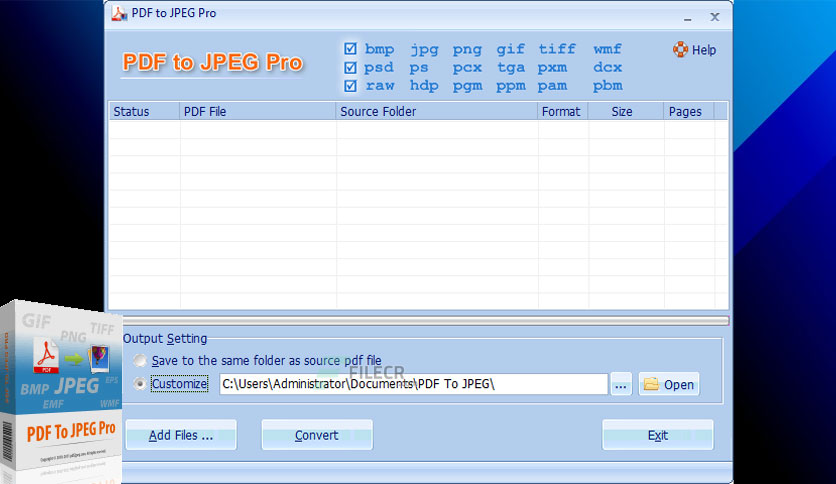 PDF to JPEG Pro
PDF to JPEG Pro
bmp jpg png gif tiff wmf
psd ps pcx tga pxm dcx
raw hdp pgm ppm pam pbm
Help
Status PDF File Source Folder Format Size Pages
Output Setting
Save to the same folder as source pdf file
FILECR
Customize C:\Users\Administrator\Documents\PDF To JPEG\ ... Open
Add Files ... Convert Exit
GIF
PNG TIFF
PDF
BMP JPEG EPS
EMF WMF
PDF To JPEG Pro